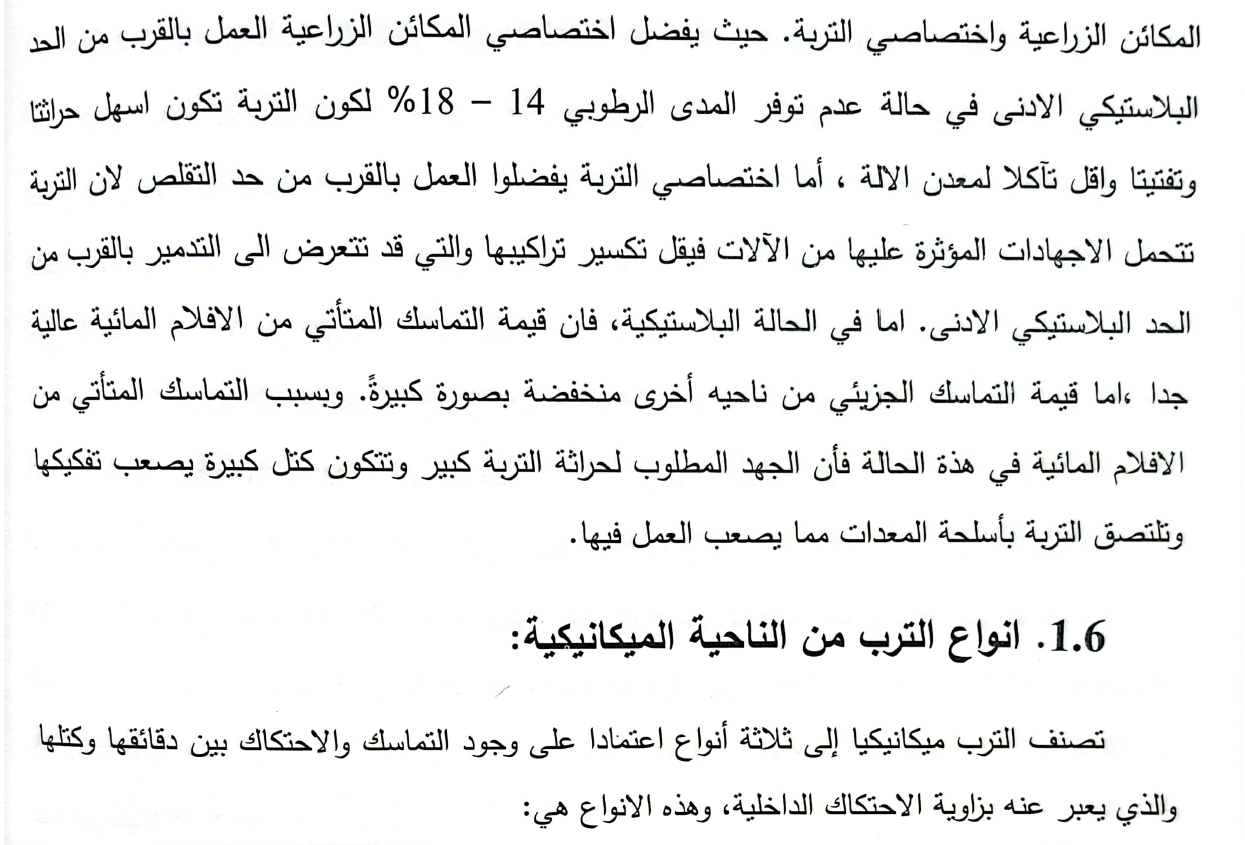 المكائن الزراعية واختصاصي التربة. حيث يفضل اختصاصي المكائن الزراعية العمل بالقرب من الحد
البلاستيكي الادنى في حالة عدم توفر المدى الرطوبي 14 – 18% لكون التربة تكون اسهل حراثتا
وتفتيتا واقل تآكلا لمعدن الالة ، أما اختصاصي التربة يفضلوا العمل بالقرب من حد التقلص لان التربة
تتحمل الاجهادات المؤثرة عليها من الآلات فيقل تكسير تراكيبها والتي قد تتعرض الى التدمير بالقرب من
الحد البلاستيكي الادنى. اما في الحالة البلاستيكية، فان قيمة التماسك المتأتي من الافلام المائية عالية
جدا ،اما قيمة التماسك الجزيئي من ناحيه أخرى منخفضة بصورة كبيرةً. وبسبب التماسك المتأتي من
الافلام المائية في هذة الحالة فأن الجهد المطلوب لحراثة التربة كبير وتتكون كتل كبيرة يصعب تفكيكها
وتلتصق التربة بأسلحة المعدات مما يصعب العمل فيها.
1.6. انواع الترب من الناحية الميكانيكية:
تصنف الترب ميكانيكيا إلى ثلاثة أنواع اعتمادا على وجود التماسك والاحتكاك بين دقائقها وكتلها
والذي يعبر عنه بزاوية الاحتكاك الداخلية، وهذه الانواع هي: